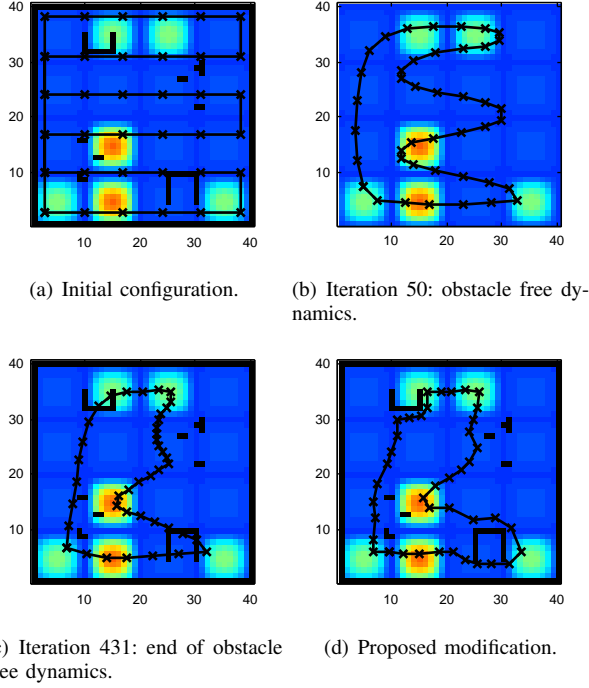 40
30
20
10
10 20 30 40
40
30
20
10
10 20 30 40
(a) Initial configuration.
(b) Iteration 50: obstacle free dy-
namics.
40
30
20
10
10 20 30 40
40
30
20
10
10 20 30 40
) Iteration 431: end of obstacle
ee dynamics.
(d) Proposed modification.